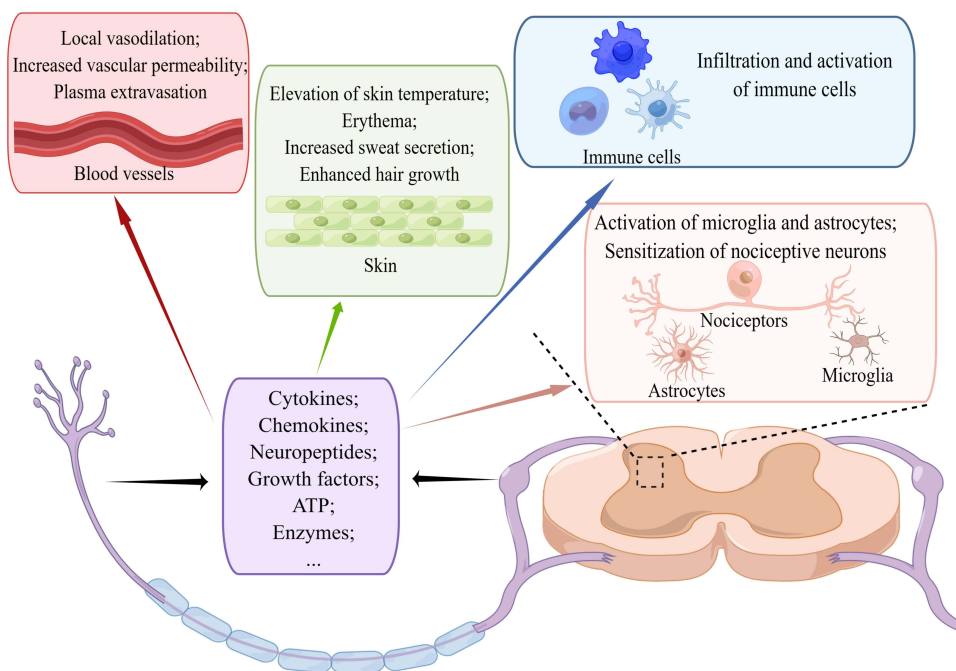 Local vasodilation;
Increased vascular permeability;
Plasma extravasation
Blood vessels
Elevation of skin temperature;
Erythema;
Increased sweat secretion;
Enhanced hair growth
Skin
Infiltration and activation
of immune cells
Immune cells
Activation of microglia and astrocytes;
Sensitization of nociceptive neurons
Nociceptors
Astrocytes
Microglia
Cytokines;
Chemokines;
Neuropeptides;
Growth factors;
ATP;
Enzymes;
...